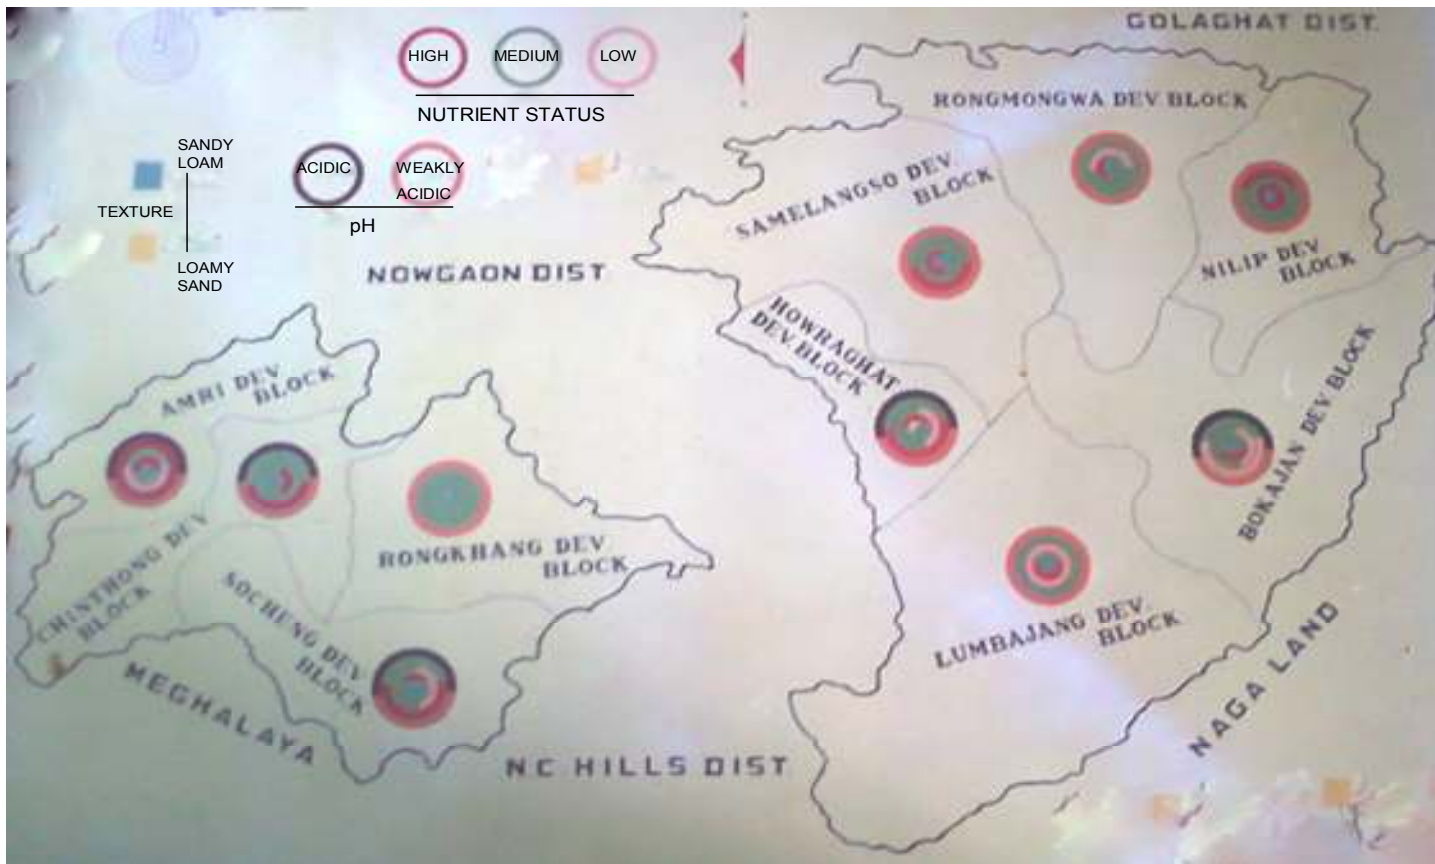 GOLAGHAT DIST.
HIGH
MEDIUM
LOW
NUTRIENT STATUS
SANDY
LOAM
TEXTURE
LOAMY
SAND
ACIDIC
WEAKLY
ACIDIC
pH
RONGMONGWA DEV BLOCK
SAMELANGSO DEV.
BLOCK
NILIP DEV
BLOCK
NOWGAON DIST
HOWRAGHAT
DEV. BLOCK
BOKAJAN DEV BLOCK
AMRI DEV
BLOCK
CHINTHONG DEV
BLOCK
RONGKHANG DEV
BLOCK
SOCHENG DEV
BLOCK
LUMBAJANG DEV.
BLOCK
MEGHALAYA
NC HILLS DIST
NAGA LAND